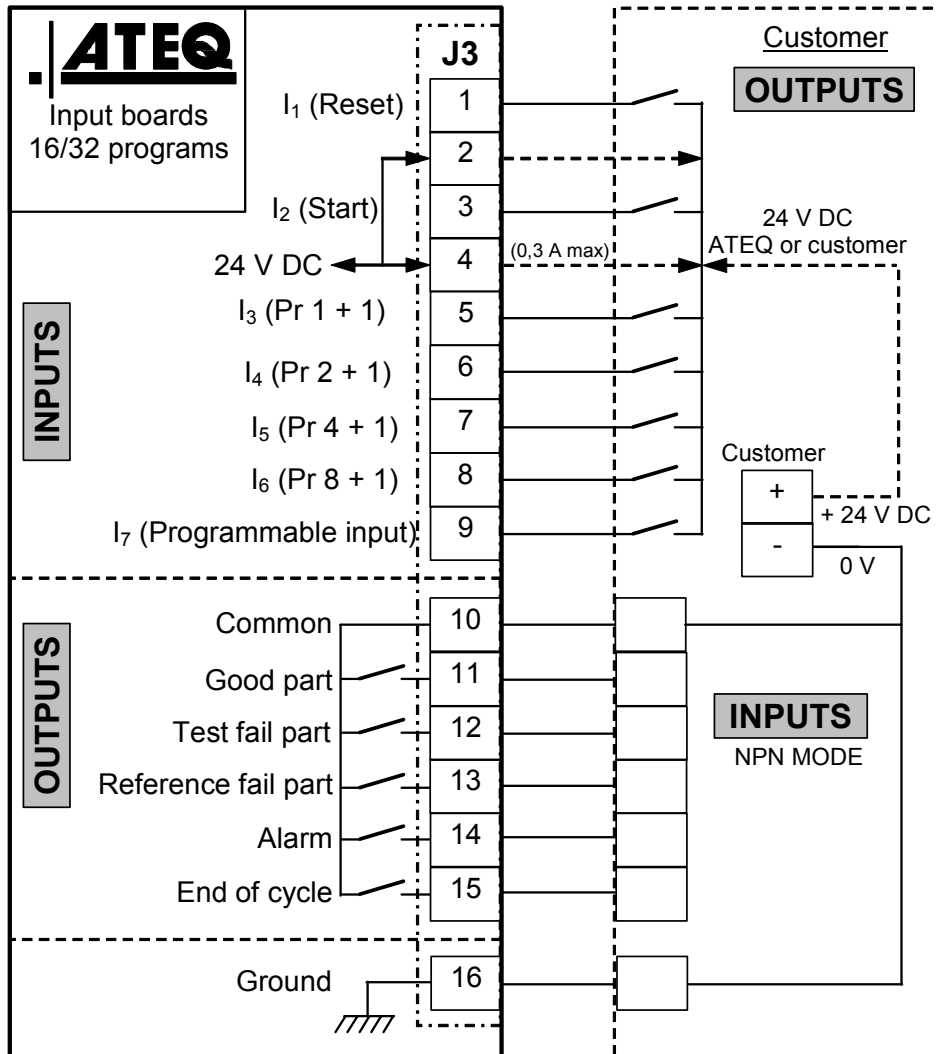 ATEQ
Input boards
16/32 programs
J3
Customer
OUTPUTS
I₁ (Reset)
1
2
I₂ (Start)
3
24 V DC
4
(0,3 A max)
24 V DC
ATEQ or customer
INPUTS
I₃ (Pr 1 + 1)
5
I₄ (Pr 2 + 1)
6
I₅ (Pr 4 + 1)
7
I₆ (Pr 8 + 1)
8
I₇ (Programmable input)
9
Customer
+
+ 24 V DC
-
0 V
OUTPUTS
Common
10
Good part
11
Test fail part
12
Reference fail part
13
Alarm
14
End of cycle
15
INPUTS
NPN MODE
Ground
16